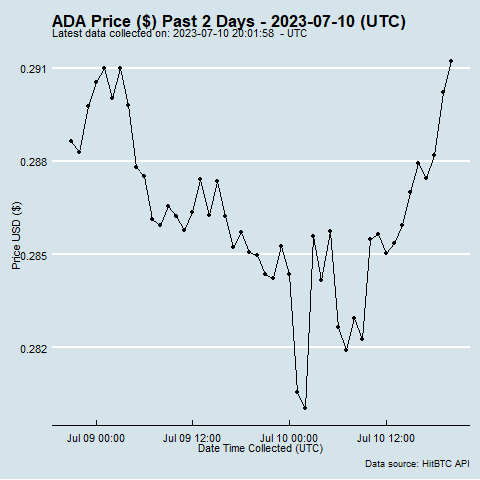 ADA Price ($) Past 2 Days - 2023-07-10 (UTC)
Latest data collected on: 2023-07-10 20:01:58  - UTC
0.291
0.288
0.285
0.282
Price USD ($)
Jul 09 00:00
Jul 09 12:00
Jul 10 00:00
Jul 10 12:00
Date Time Collected (UTC)
Data source: HitBTC API